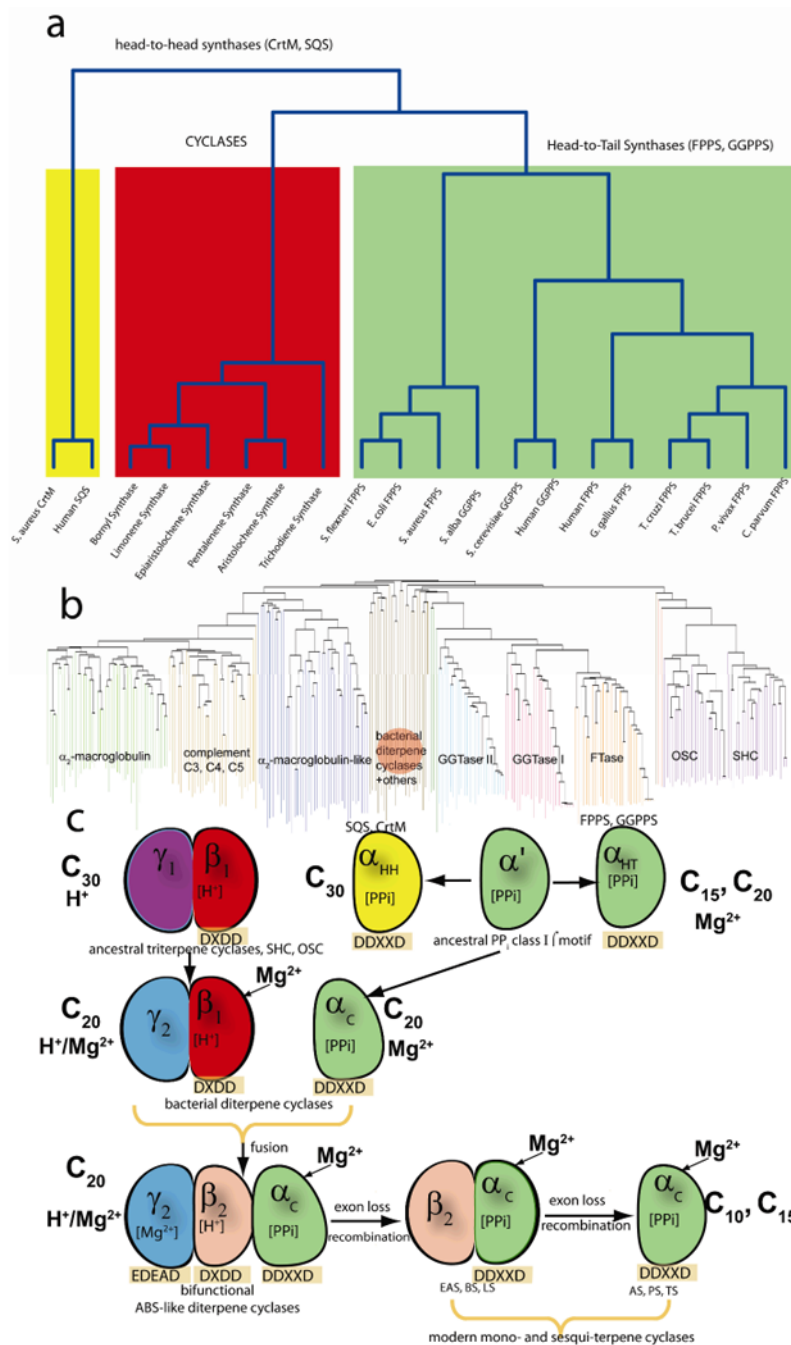 a
head-to-head synthases (CrtM, SQS)
CYCLASES
Head-to-Tail Synthases (FPPS, GGPPS)
S. aureus CrtM
Human SQS
Bornyl Synthase
Limonene Synthase
Epiaristolochene Synthase
Pentalenene Synthase
Aristolochene Synthase
Trichodiene Synthase
S. flexneri FPPS
E. coli FPPS
S. aureus FPPS
S. alba GGPPS
S. cerevisiae GGPPS
Human GGPPS
Human FPPS
G. gallus FPPS
T. cruzi FPPS
T. brucei FPPS
P. vivax FPPS
C. parvum FPPS
b
α₂-macroglobulin
complement
C3, C4, C5
α₂-macroglobulin-like
bacterial
diterpene
cyclases
+others
GGTase II
GGTase I
FTase
OSC
SHC
c
SQS, CrtM
FPPS, GGPPS
C₃₀
H⁺
γ₁
β₁
[H⁺]
DXDD
ancestral triterpene cyclases, SHC, OSC
C₃₀
α_HH
[PPi]
DDXXD
α'
[PPi]
ancestral PPᵢ class I ∫ motif
α_HT
[PPi]
DDXXD
C₁₅, C₂₀
Mg²⁺
C₂₀
H⁺/Mg²⁺
γ₂
β₁
[H⁺]
Mg²⁺
DXDD
α_C
[PPi]
DDXXD
C₂₀
Mg²⁺
bacterial diterpene cyclases
fusion
C₂₀
H⁺/Mg²⁺
γ₂
[Mg²⁺]
EDEAD
β₂
[H⁺]
DXDD
α_C
[PPi]
DDXXD
Mg²⁺
bifunctional
ABS-like diterpene cyclases
exon loss
recombination
β₂
α_C
[PPi]
Mg²⁺
DDXXD
EAS, BS, LS
exon loss
recombination
Mg²⁺
α_C
[PPi]
C₁₀, C₁₅
DDXXD
AS, PS, TS
modern mono- and sesqui-terpene cyclases